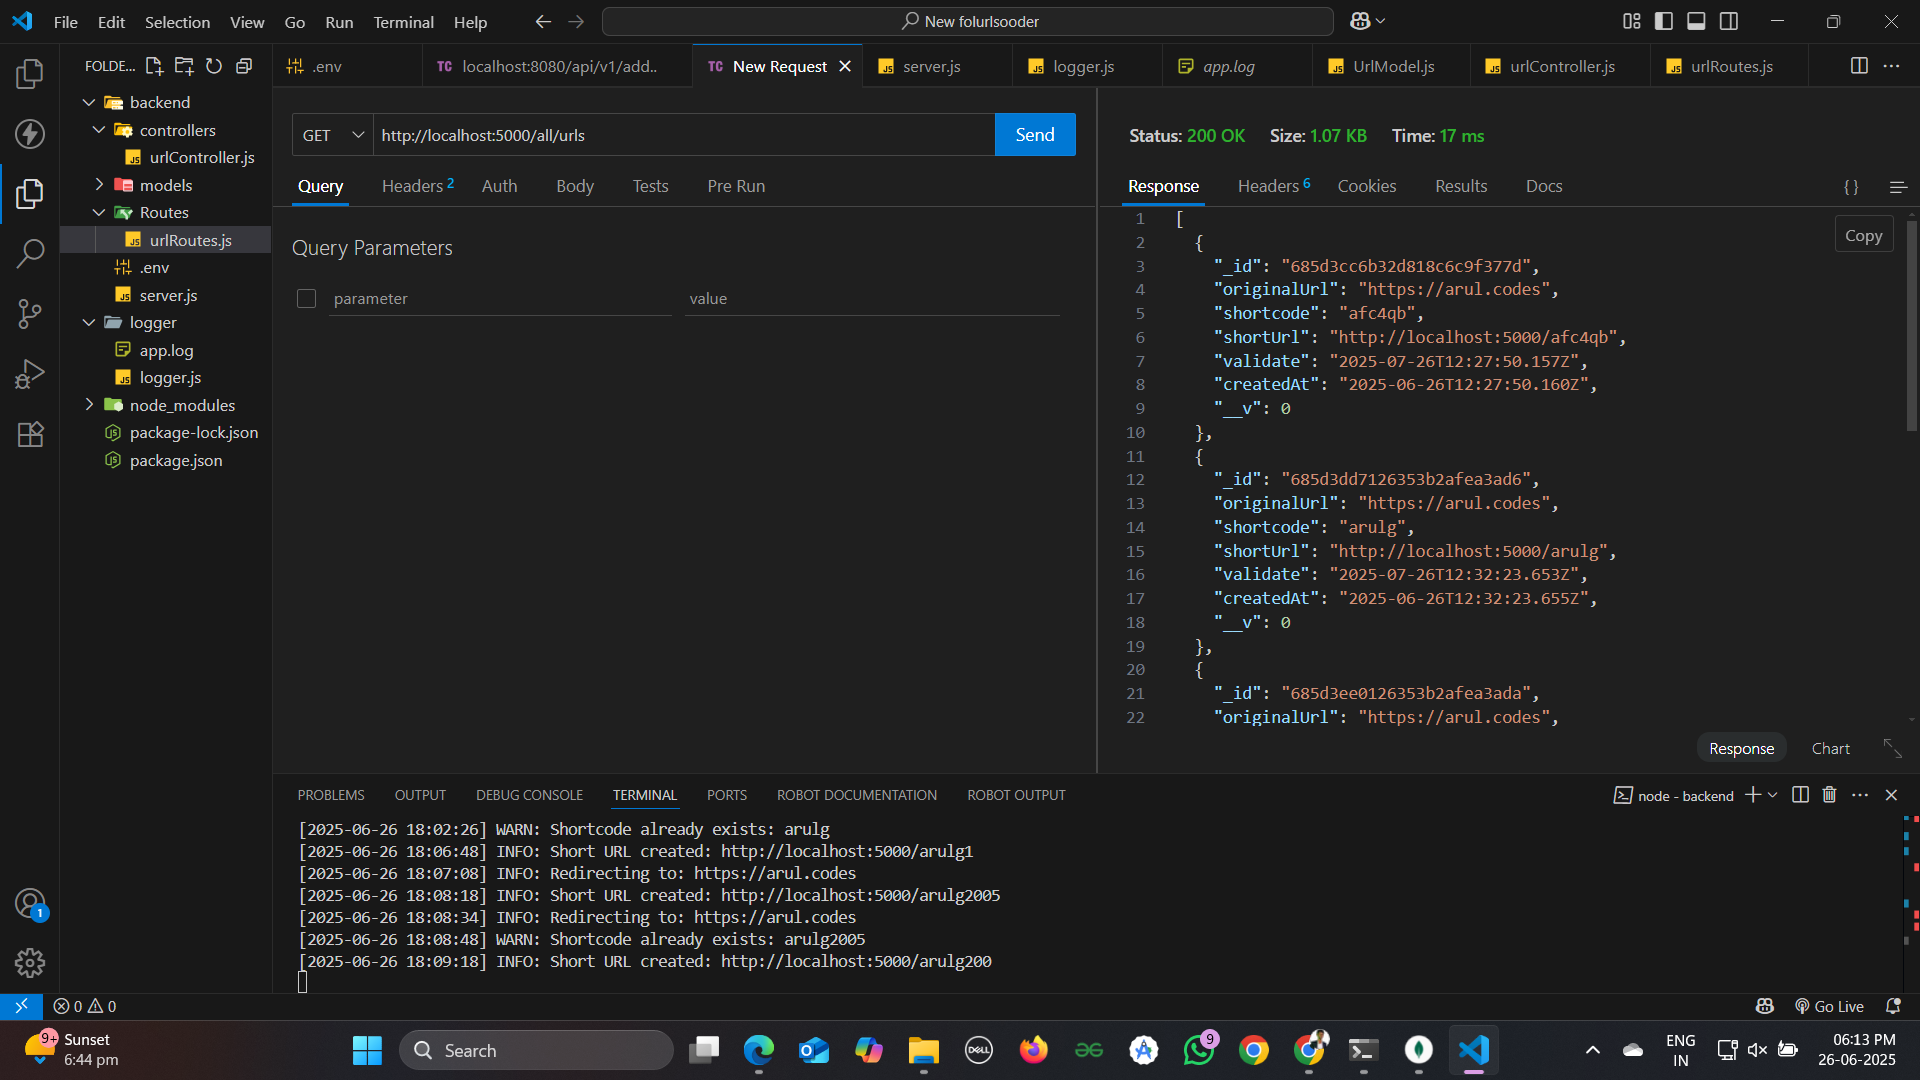 File Edit Selection View Go Run Terminal Help
New folurlsooder
FOLDE...
.env
TC localhost:8080/api/v1/add..
TC New Request
server.js
logger.js
app.log
UrlModel.js
urlController.js
urlRoutes.js
backend
controllers
urlController.js
models
Routes
urlRoutes.js
.env
server.js
logger
app.log
logger.js
node_modules
package-lock.json
package.json
GET http://localhost:5000/all/urls Send
Query Headers 2 Auth Body Tests Pre Run
Query Parameters
parameter value
Status: 200 OK Size: 1.07 KB Time: 17 ms
Response Headers 6 Cookies Results Docs { }
Copy
1 [
2 {
3 "_id": "685d3cc6b32d818c6c9f377d",
4 "originalUrl": "https://arul.codes",
5 "shortcode": "afc4qb",
6 "shortUrl": "http://localhost:5000/afc4qb",
7 "validate": "2025-07-26T12:27:50.157Z",
8 "createdAt": "2025-06-26T12:27:50.160Z",
9 "__v": 0
10 },
11 {
12 "_id": "685d3dd7126353b2afea3ad6",
13 "originalUrl": "https://arul.codes",
14 "shortcode": "arulg",
15 "shortUrl": "http://localhost:5000/arulg",
16 "validate": "2025-07-26T12:32:23.653Z",
17 "createdAt": "2025-06-26T12:32:23.655Z",
18 "__v": 0
19 },
20 {
21 "_id": "685d3ee0126353b2afea3ada",
22 "originalUrl": "https://arul.codes",
Response Chart
PROBLEMS OUTPUT DEBUG CONSOLE TERMINAL PORTS ROBOT DOCUMENTATION ROBOT OUTPUT
node - backend
[2025-06-26 18:02:26] WARN: Shortcode already exists: arulg
[2025-06-26 18:06:48] INFO: Short URL created: http://localhost:5000/arulg1
[2025-06-26 18:07:08] INFO: Redirecting to: https://arul.codes
[2025-06-26 18:08:18] INFO: Short URL created: http://localhost:5000/arulg2005
[2025-06-26 18:08:34] INFO: Redirecting to: https://arul.codes
[2025-06-26 18:08:48] WARN: Shortcode already exists: arulg2005
[2025-06-26 18:09:18] INFO: Short URL created: http://localhost:5000/arulg200
1
0 0
Go Live
9+
Sunset
6:44 pm
Search
DELL
9
ENG
IN
06:13 PM
26-06-2025